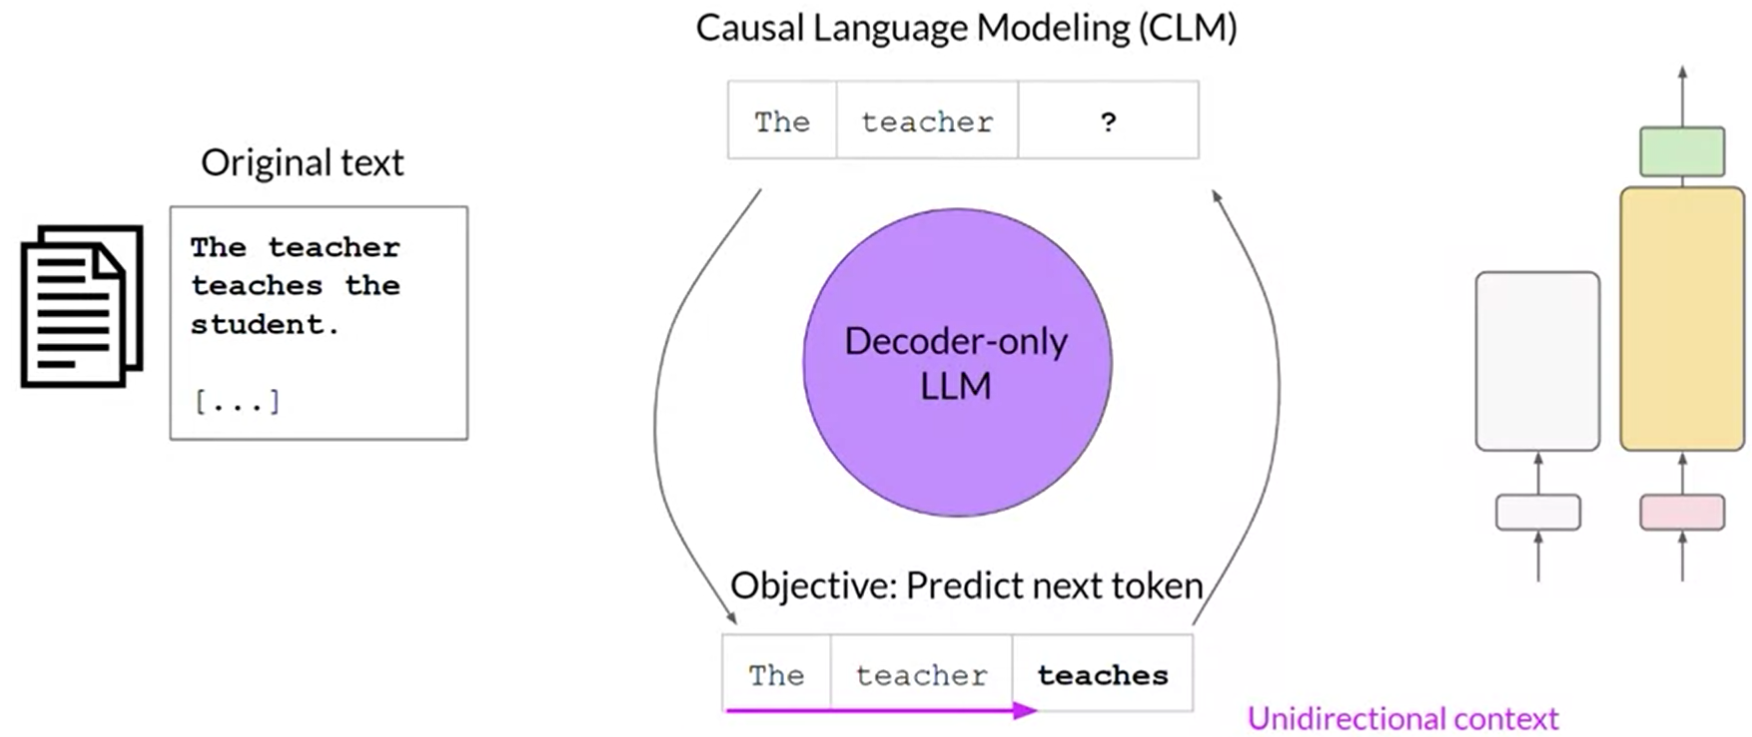 Causal Language Modeling (CLM)
The teacher ?
Original text
The teacher
teaches the
student.
[...]
Decoder-only
LLM
Objective: Predict next token
The teacher teaches
Unidirectional context